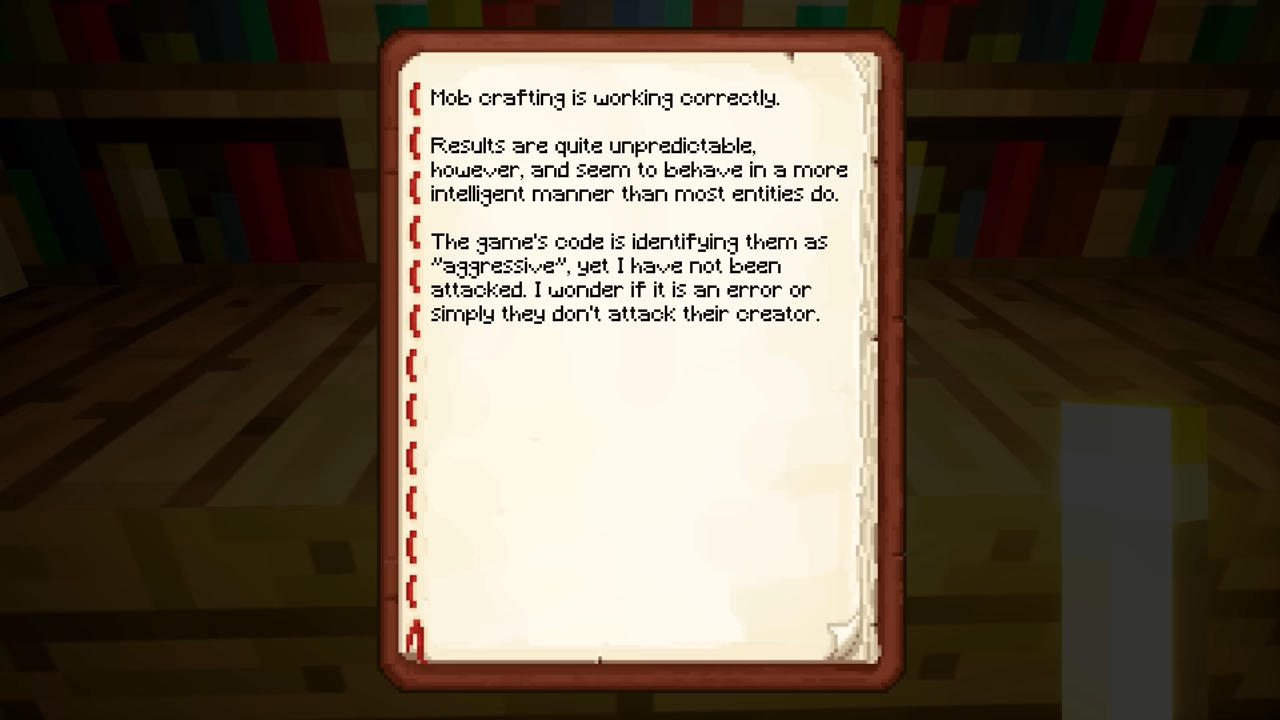 Mob crafting is working correctly.
Results are quite unpredictable,
however, and seem to behave in a more
intelligent manner than most entities do.
The game's code is identifying them as
"aggressive", yet I have not been
attacked. I wonder if it is an error or
simply they don't attack their creator.